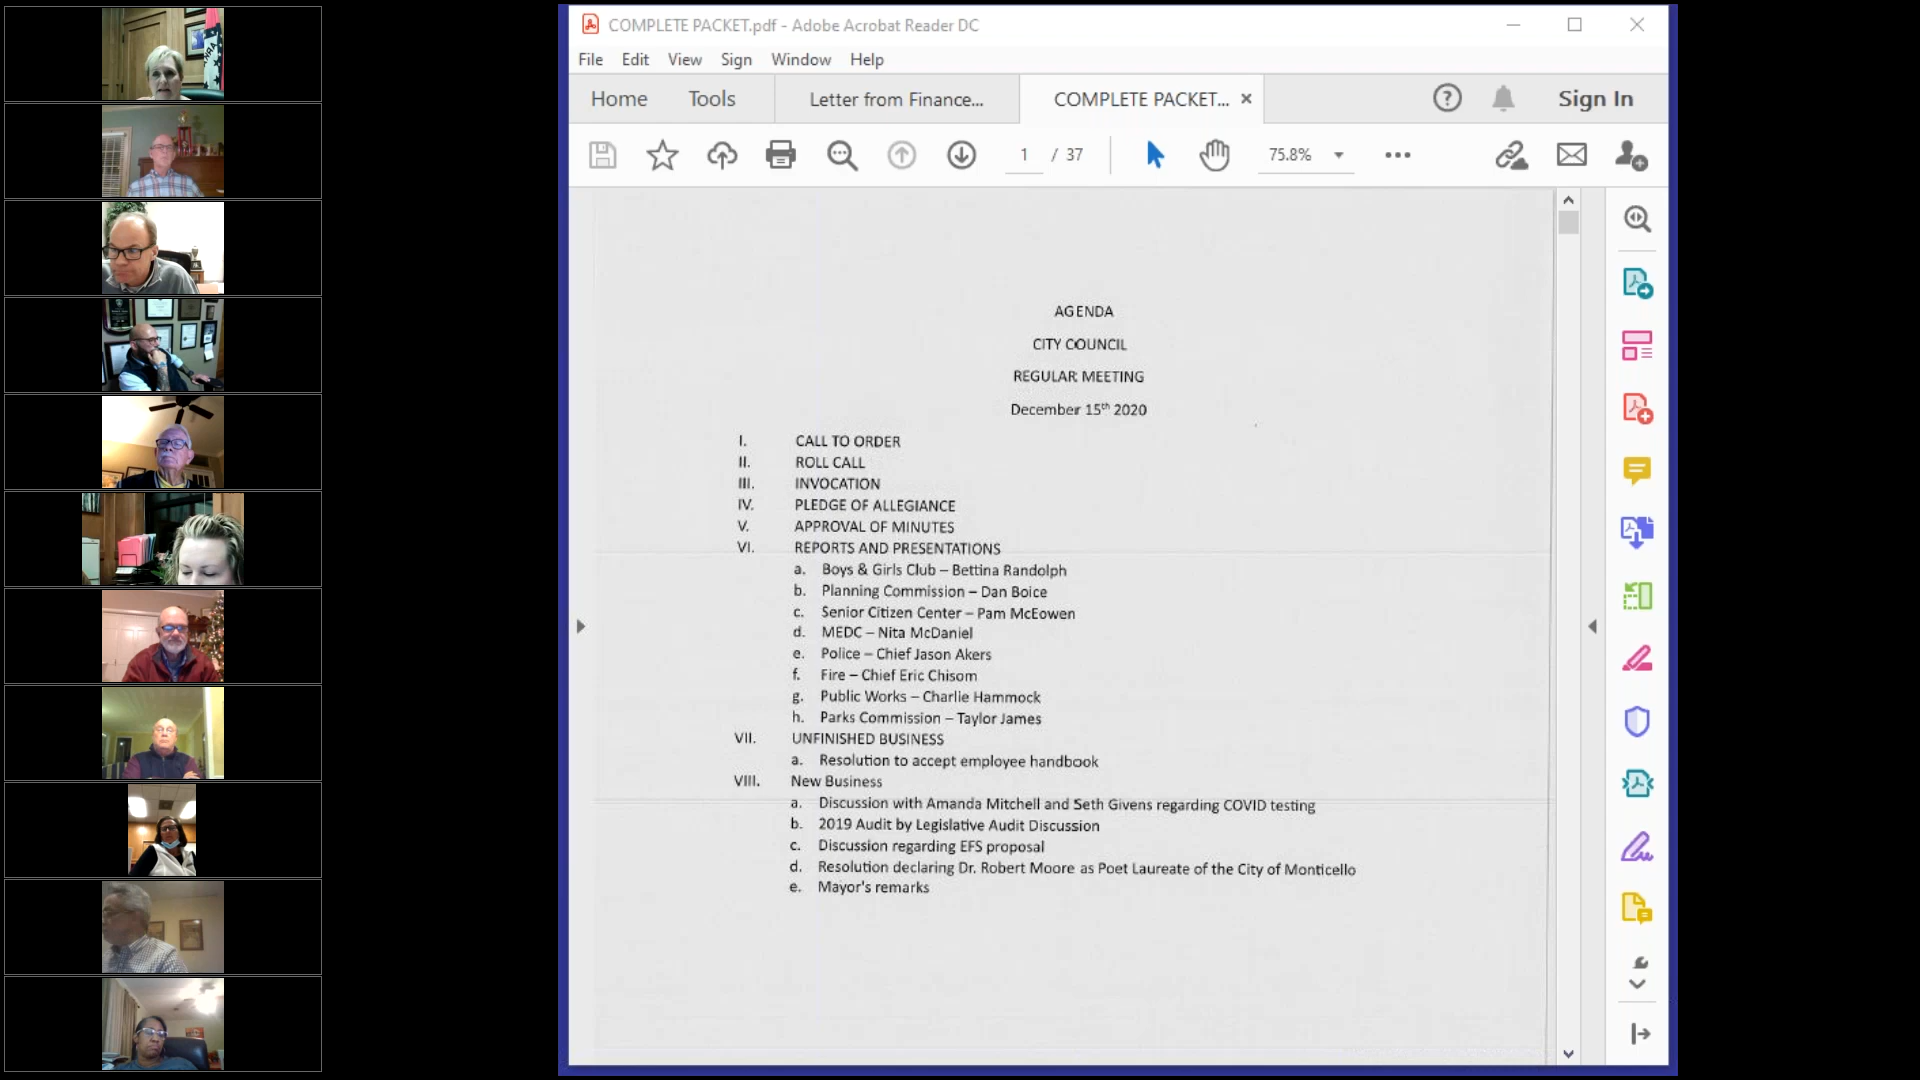 COMPLETE PACKET.pdf - Adobe Acrobat Reader DC
File Edit View Sign Window Help
Home Tools Letter from Finance... COMPLETE PACKET... × Sign In
1 / 37 75.8%
AGENDA
CITY COUNCIL
REGULAR MEETING
December 15th 2020
I. CALL TO ORDER
II. ROLL CALL
III. INVOCATION
IV. PLEDGE OF ALLEGIANCE
V. APPROVAL OF MINUTES
VI. REPORTS AND PRESENTATIONS
a. Boys & Girls Club – Bettina Randolph
b. Planning Commission – Dan Boice
c. Senior Citizen Center – Pam McEowen
d. MEDC – Nita McDaniel
e. Police – Chief Jason Akers
f. Fire – Chief Eric Chisom
g. Public Works – Charlie Hammock
h. Parks Commission – Taylor James
VII. UNFINISHED BUSINESS
a. Resolution to accept employee handbook
VIII. New Business
a. Discussion with Amanda Mitchell and Seth Givens regarding COVID testing
b. 2019 Audit by Legislative Audit Discussion
c. Discussion regarding EFS proposal
d. Resolution declaring Dr. Robert Moore as Poet Laureate of the City of Monticello
e. Mayor's remarks